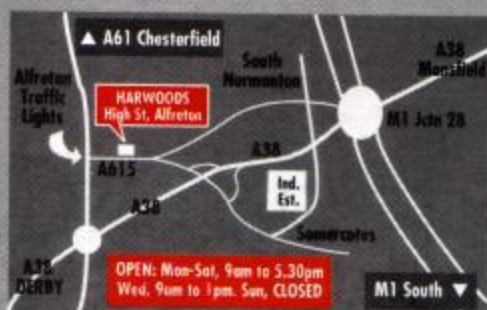 ▲ A61 Chesterfield
Alfreton
Traffic
Lights
HARWOODS
High St, Alfreton
South
Normanton
A38
Mansfield
M1 Jctn 28
A615
A38
A38
Ind.
Est.
Somercotes
A38
DERBY
OPEN: Mon-Sat, 9am to 5.30pm
Wed. 9am to 1pm. Sun, CLOSED
M1 South ▼